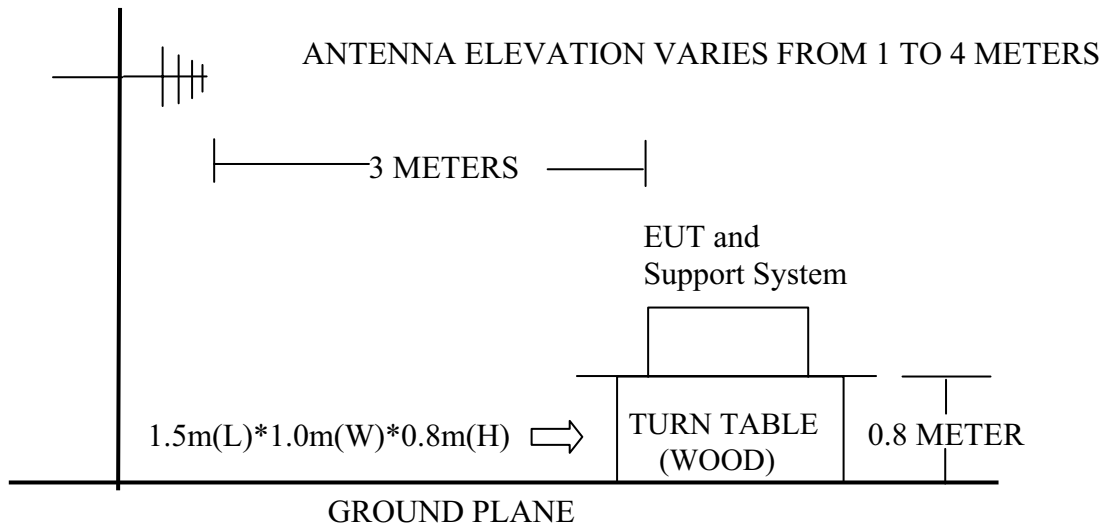 ANTENNA ELEVATION VARIES FROM 1 TO 4 METERS
3 METERS
EUT and
Support System
1.5m(L)*1.0m(W)*0.8m(H)
TURN TABLE
(WOOD)
0.8 METER
GROUND PLANE